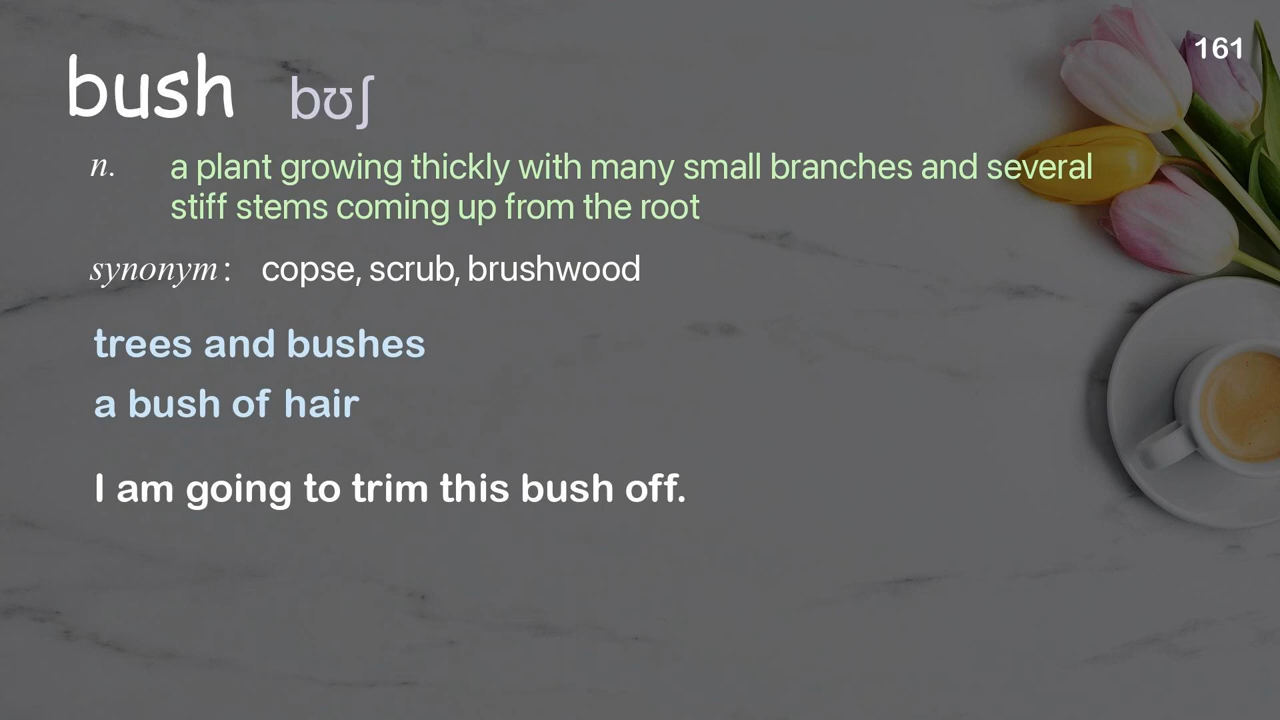 161
bush bʊʃ
n. a plant growing thickly with many small branches and several
stiff stems coming up from the root
synonym: copse, scrub, brushwood
trees and bushes
a bush of hair
I am going to trim this bush off.